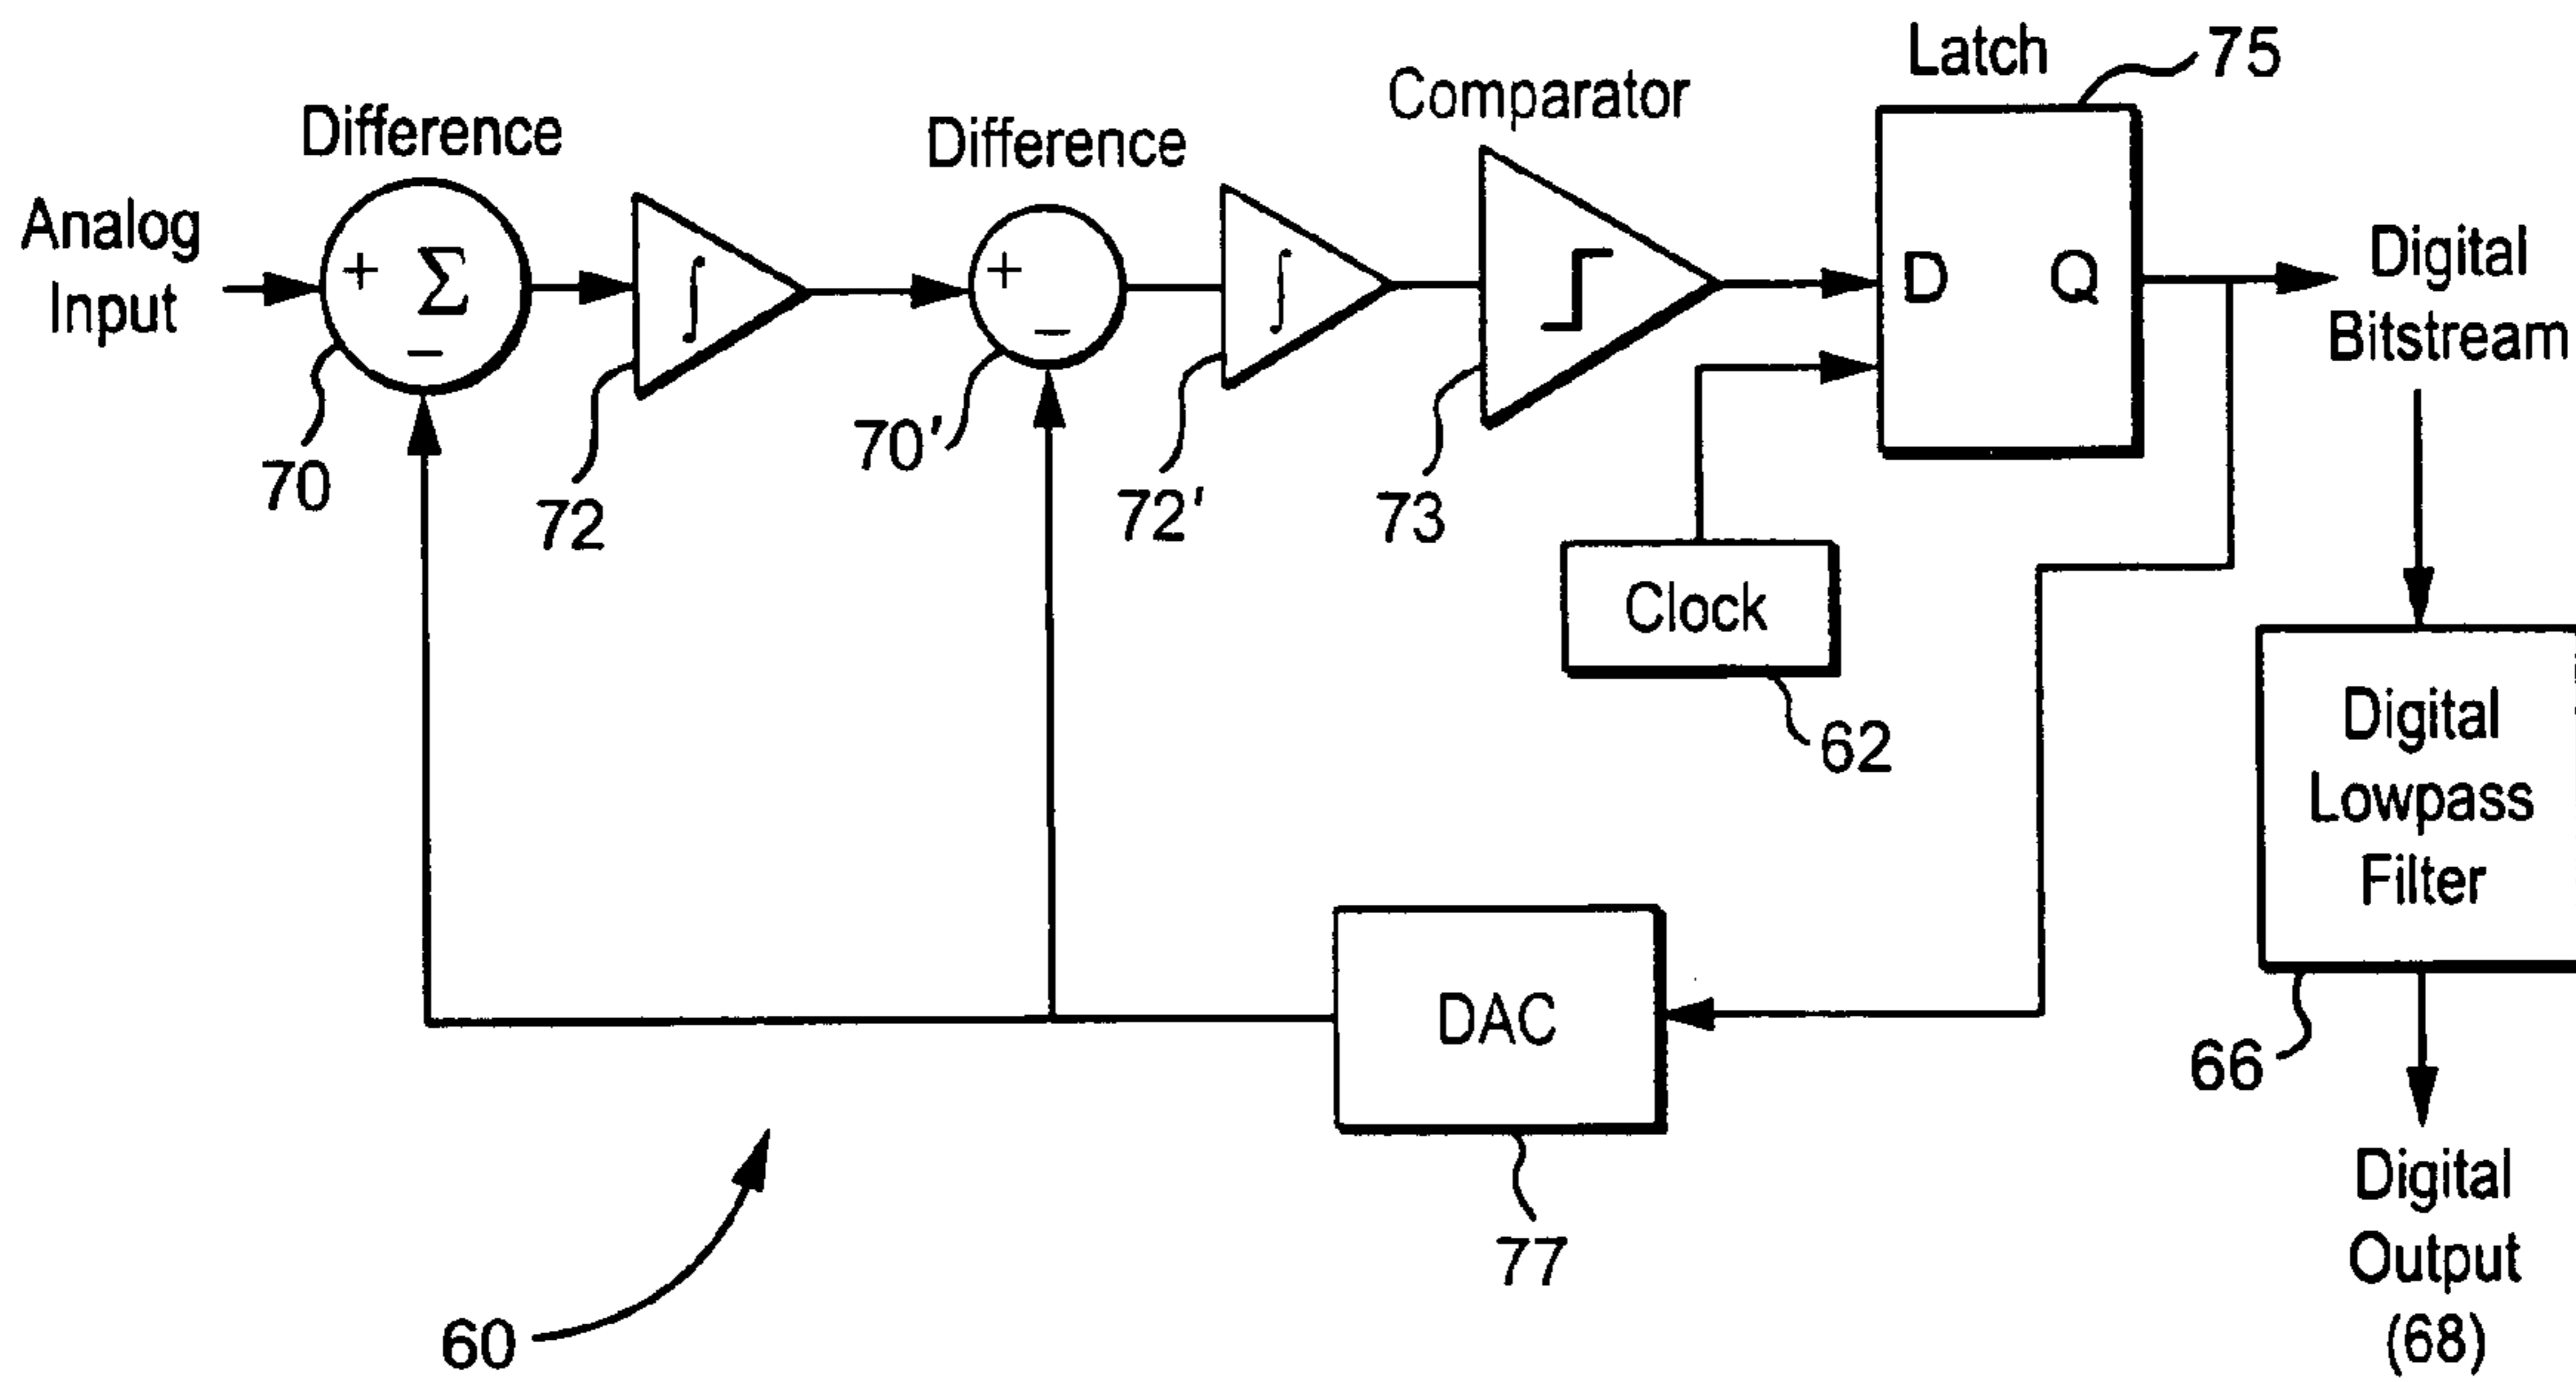 Latch
75
Comparator
Difference
Difference
Analog
Input
+
Σ
−
∫
+
−
∫
D
Q
Digital
Bitstream
70
72
70'
72'
73
Clock
62
Digital
Lowpass
Filter
66
DAC
77
Digital
Output
(68)
60